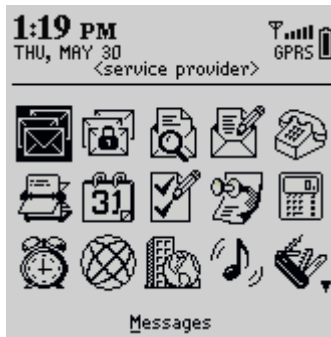 1:19 PM
THU, MAY 30
GPRS
<service provider>
31
Messages